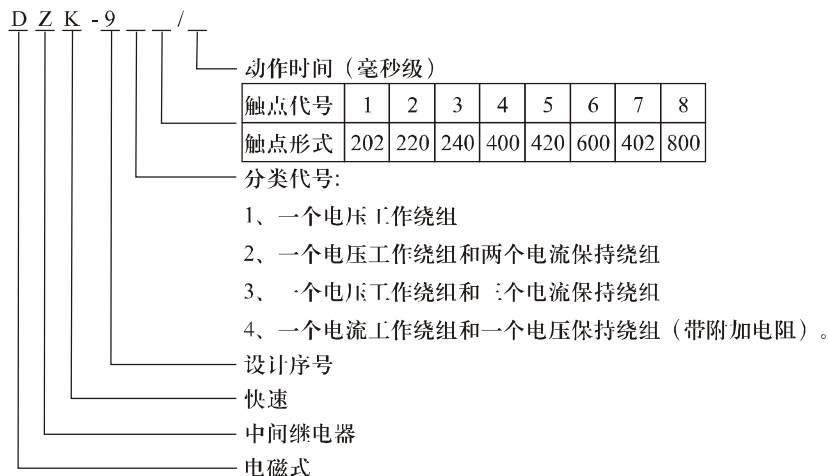 D Z K - 9 _ _ / _
动作时间（毫秒级）
触点代号 1 2 3 4 5 6 7 8
触点形式 202 220 240 400 420 600 402 800
分类代号:
1、一个电压工作绕组
2、一个电压工作绕组和两个电流保持绕组
3、一个电压工作绕组和三个电流保持绕组
4、一个电流工作绕组和一个电压保持绕组（带附加电阻）。
设计序号
快速
中间继电器
电磁式